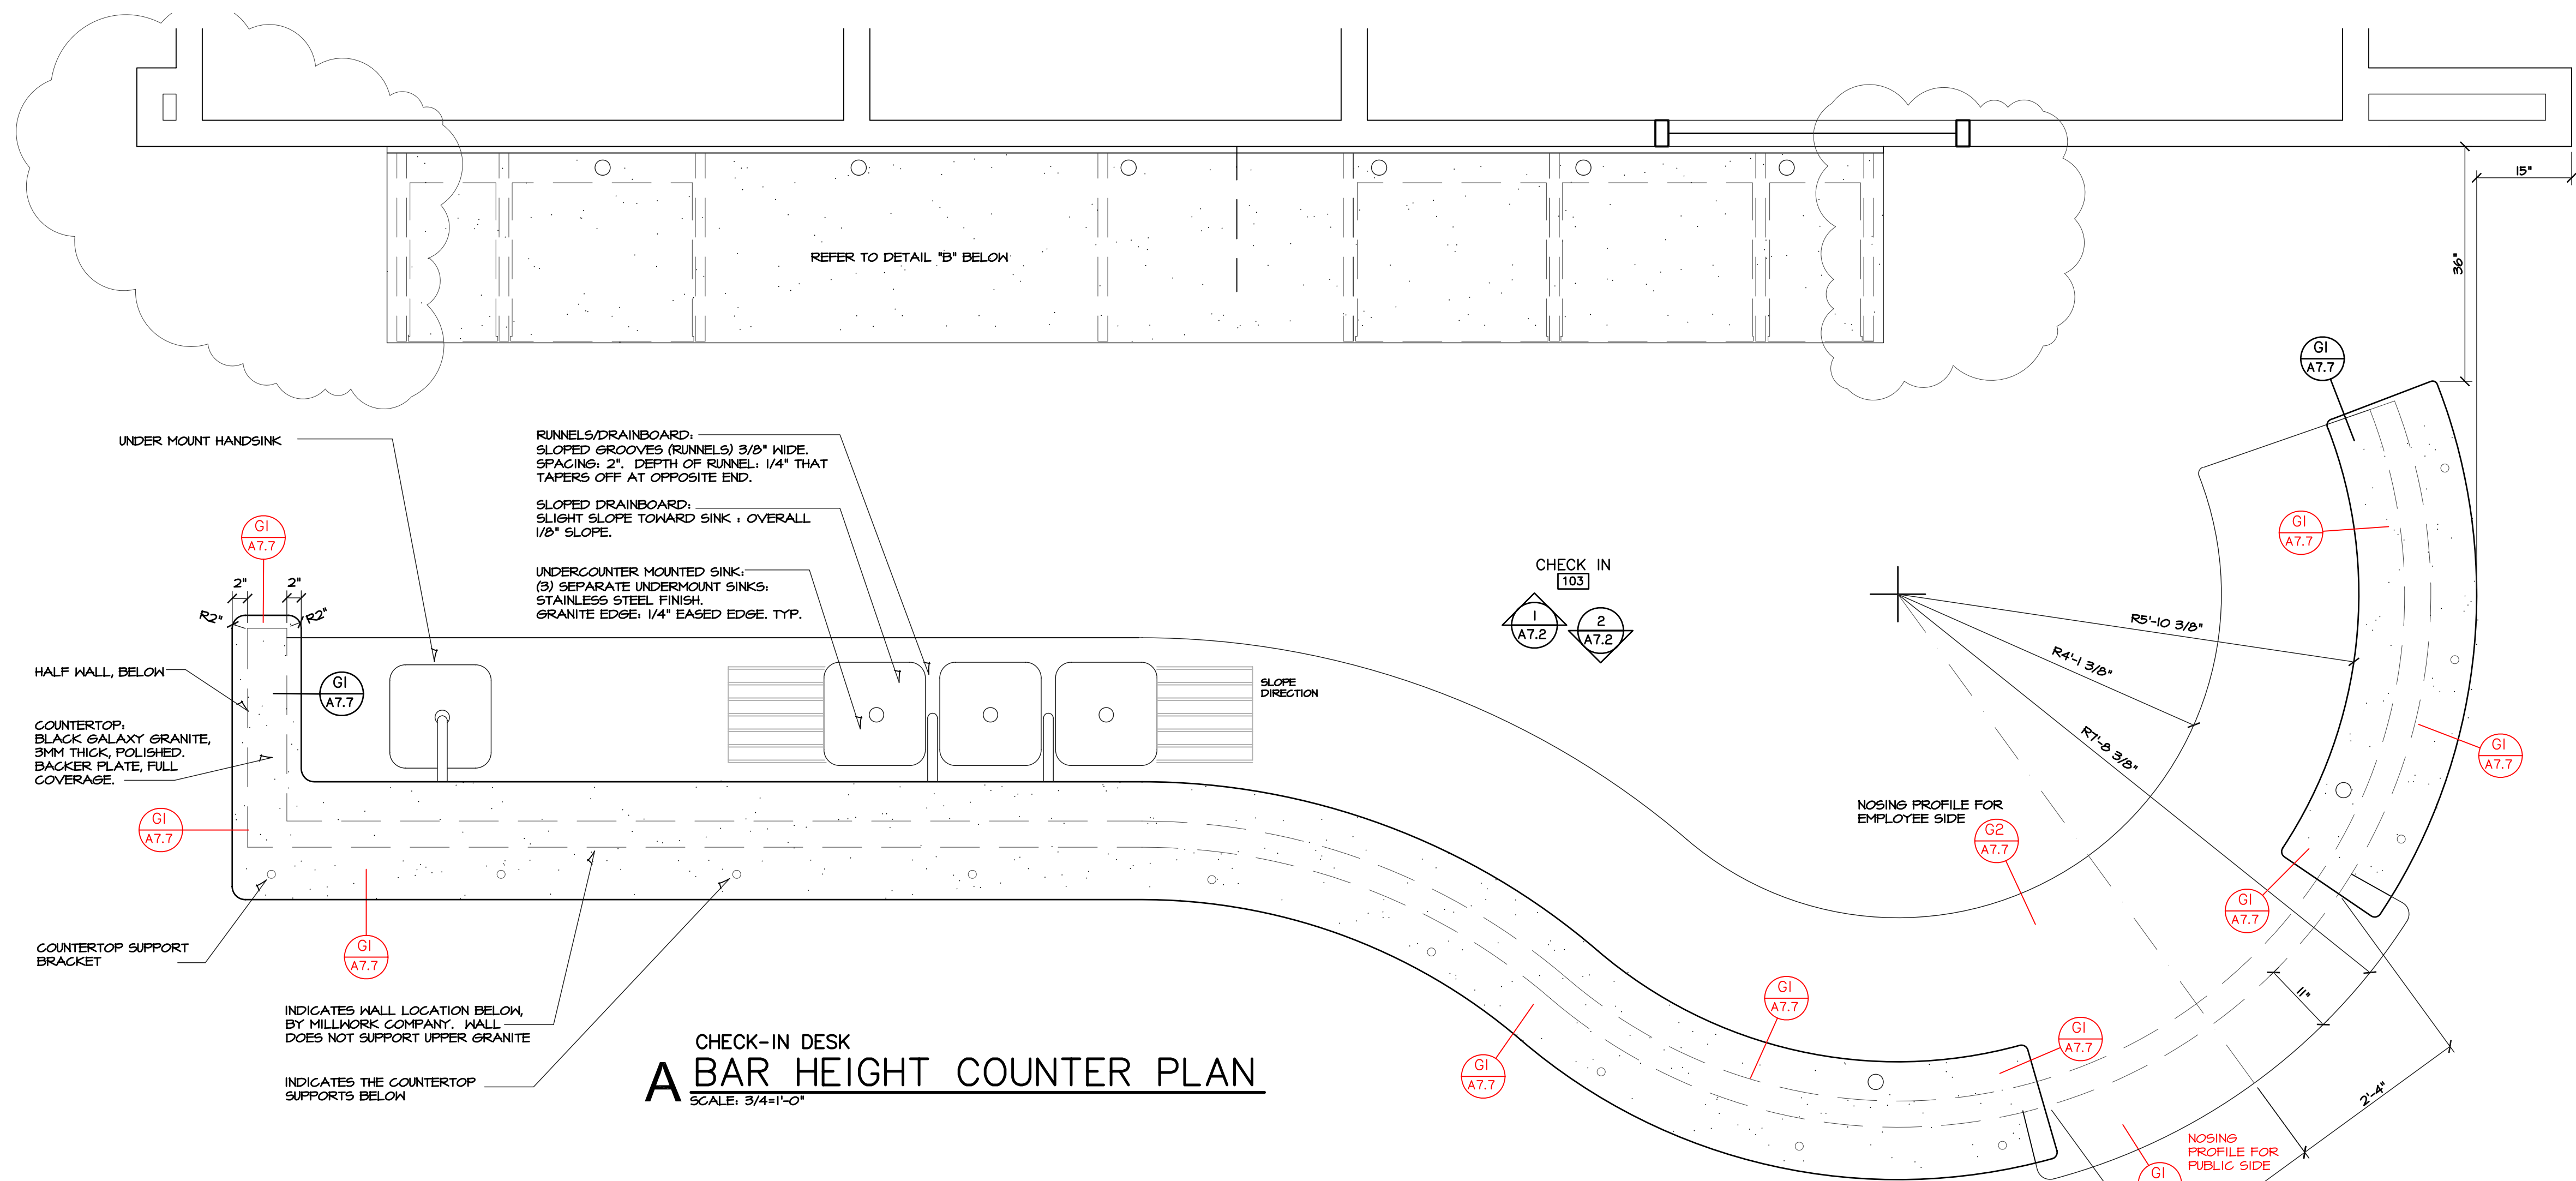 15"
36"
REFER TO DETAIL "B" BELOW
G1
A7.7
UNDER MOUNT HANDSINK
RUNNELS/DRAINBOARD:
SLOPED GROOVES (RUNNELS) 3/8" WIDE.
SPACING: 2".  DEPTH OF RUNNEL: 1/4" THAT
TAPERS OFF AT OPPOSITE END.
SLOPED DRAINBOARD:
SLIGHT SLOPE TOWARD SINK : OVERALL
1/8" SLOPE.
UNDERCOUNTER MOUNTED SINK:
(3) SEPARATE UNDERMOUNT SINKS:
STAINLESS STEEL FINISH.
GRANITE EDGE: 1/4" EASED EDGE. TYP.
G1
A7.7
G1
A7.7
2"
2"
R2"
R2"
CHECK IN
103
1
A7.2
2
A7.2
R5'-10 3/8"
R4'-1 3/8"
R7'-8 3/8"
HALF WALL, BELOW
G1
A7.7
SLOPE
DIRECTION
COUNTERTOP:
BLACK GALAXY GRANITE,
3MM THICK, POLISHED.
BACKER PLATE, FULL
COVERAGE.
G1
A7.7
G1
A7.7
NOSING PROFILE FOR
EMPLOYEE SIDE
G2
A7.7
G1
A7.7
G1
A7.7
COUNTERTOP SUPPORT
BRACKET
11"
INDICATES WALL LOCATION BELOW,
BY MILLWORK COMPANY.  WALL
DOES NOT SUPPORT UPPER GRANITE
G1
A7.7
G1
A7.7
G1
A7.7
INDICATES THE COUNTERTOP
SUPPORTS BELOW
CHECK-IN DESK
A BAR HEIGHT COUNTER PLAN
SCALE: 3/4=1'-0"
2'-4"
NOSING
PROFILE FOR
PUBLIC SIDE
G1